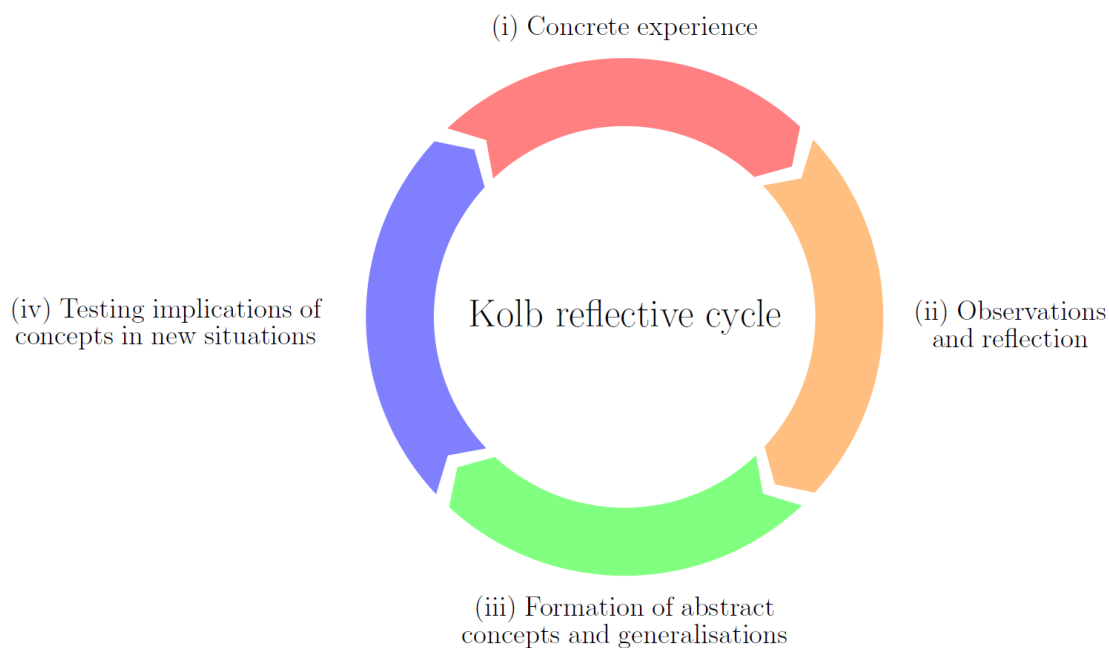 (i) Concrete experience
Kolb reflective cycle
(ii) Observations
and reflection
(iii) Formation of abstract
concepts and generalisations
(iv) Testing implications of
concepts in new situations